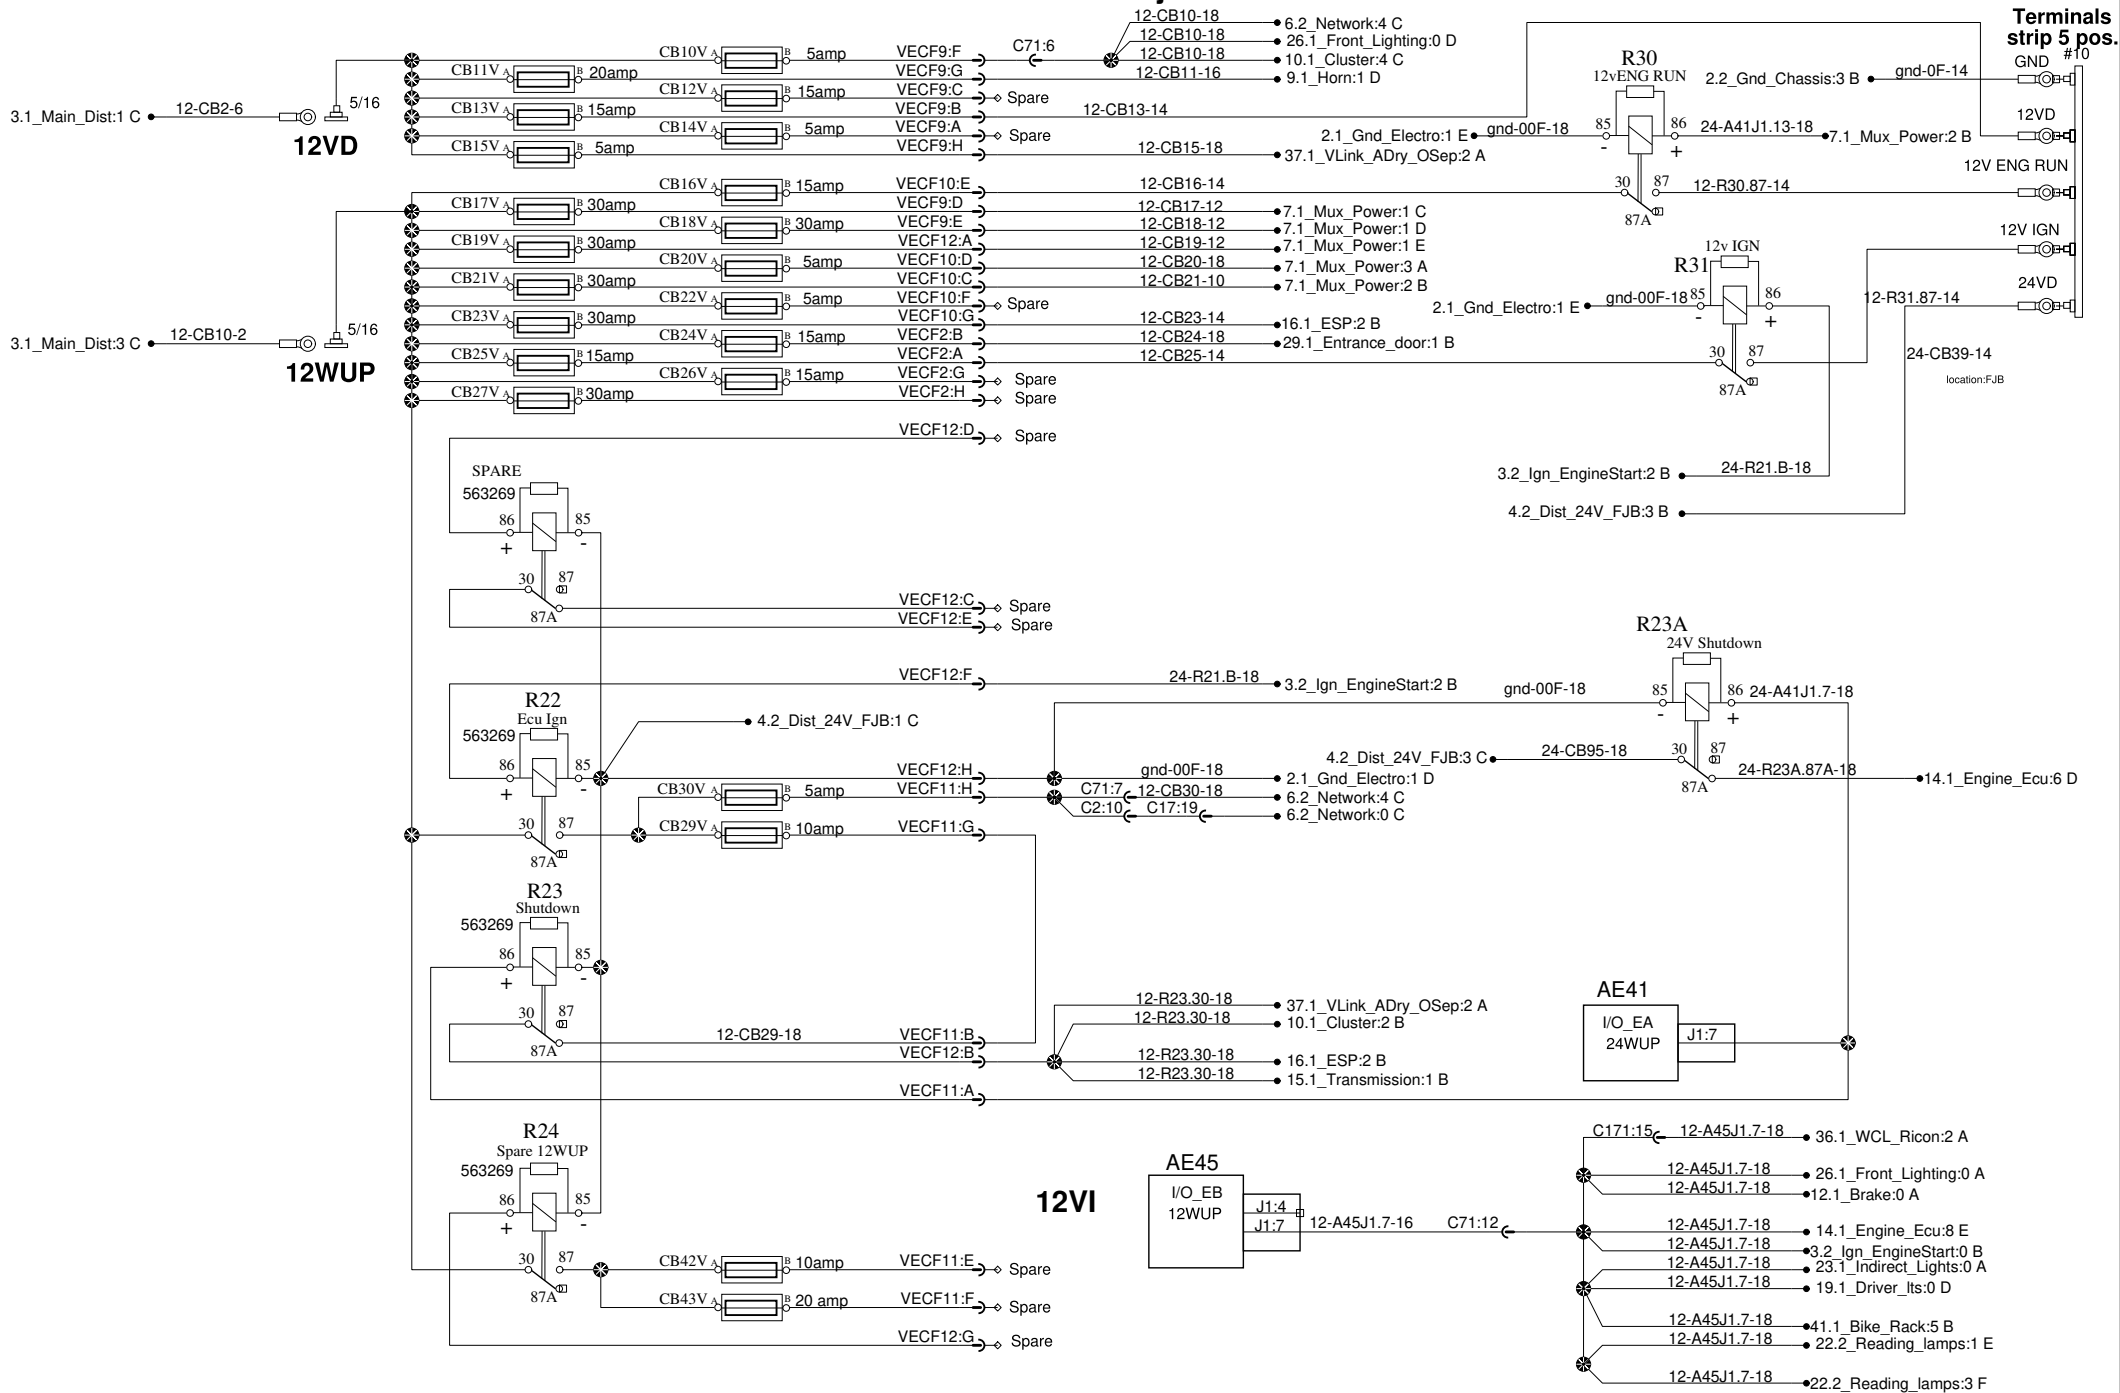 Terminals
strip 5 pos.
#10
12-CB10-18 6.2_Network:4 C
12-CB10-18 26.1_Front_Lighting:0 D
CB10V A B 5amp VECF9:F C71:6 12-CB10-18 10.1_Cluster:4 C
CB11V A B 20amp VECF9:G 12-CB11-16 9.1_Horn:1 D
CB12V A B 15amp VECF9:C Spare
CB13V A B 15amp VECF9:B 12-CB13-14
CB14V A B 5amp VECF9:A Spare
CB15V A B 5amp VECF9:H 12-CB15-18 37.1_VLink_ADry_OSep:2 A
3.1_Main_Dist:1 C 12-CB2-6 5/16
12VD
R30
12vENG RUN
2.2_Gnd_Chassis:3 B gnd-0F-14 GND
2.1_Gnd_Electro:1 E gnd-00F-18 85 86 24-A41J1.13-18 7.1_Mux_Power:2 B 12VD
- +
12V ENG RUN
CB16V A B 15amp VECF10:E 12-CB16-14 30 87 12-R30.87-14
87A
CB17V A B 30amp VECF9:D 12-CB17-12 7.1_Mux_Power:1 C
CB18V A B 30amp VECF9:E 12-CB18-12 7.1_Mux_Power:1 D
CB19V A B 30amp VECF12:A 12-CB19-12 7.1_Mux_Power:1 E
CB20V A B 5amp VECF10:D 12-CB20-18 7.1_Mux_Power:3 A
CB21V A B 30amp VECF10:C 12-CB21-10 7.1_Mux_Power:2 B
CB22V A B 5amp VECF10:F Spare
CB23V A B 30amp VECF10:G 12-CB23-14 16.1_ESP:2 B
CB24V A B 15amp VECF2:B 12-CB24-18 29.1_Entrance_door:1 B
CB25V A B 15amp VECF2:A 12-CB25-14
CB26V A B 15amp VECF2:G Spare
CB27V A B 30amp VECF2:H Spare
3.1_Main_Dist:3 C 12-CB10-2 5/16
12WUP
12v IGN
R31
12V IGN
24VD
2.1_Gnd_Electro:1 E gnd-00F-18 85 86 12-R31.87-14
- +
30 87 24-CB39-14
87A
location:FJB
VECF12:D Spare
3.2_Ign_EngineStart:2 B 24-R21.B-18
4.2_Dist_24V_FJB:3 B
SPARE
563269
86 85
+ -
30 87
87A
VECF12:C Spare
VECF12:E Spare
R23A
24V Shutdown
VECF12:F 24-R21.B-18 3.2_Ign_EngineStart:2 B
gnd-00F-18 85 86 24-A41J1.7-18
- +
R22
Ecu Ign
563269
4.2_Dist_24V_FJB:1 C
4.2_Dist_24V_FJB:3 C 24-CB95-18 30 87
24-R23A.87A-18 14.1_Engine_Ecu:6 D
87A
86 85 VECF12:H gnd-00F-18 2.1_Gnd_Electro:1 D
+ -
CB30V A B 5amp VECF11:H C71:7 12-CB30-18 6.2_Network:4 C
C2:10 C17:19 6.2_Network:0 C
30 87 CB29V A B 10amp VECF11:G
87A
R23
Shutdown
563269
86 85
+ -
30 87
87A
12-R23.30-18 37.1_VLink_ADry_OSep:2 A
12-R23.30-18 10.1_Cluster:2 B
12-CB29-18 VECF11:B
VECF12:B 12-R23.30-18 16.1_ESP:2 B
12-R23.30-18 15.1_Transmission:1 B
VECF11:A
AE41
I/O_EA
24WUP
J1:7
R24
Spare 12WUP
563269
86 85
+ -
30 87 CB42V A B 10amp VECF11:E Spare
87A
CB43V A B 20 amp VECF11:F Spare
VECF12:G Spare
12VI
AE45
I/O_EB
12WUP
J1:4
J1:7 12-A45J1.7-16 C71:12
C171:15 12-A45J1.7-18 36.1_WCL_Ricon:2 A
12-A45J1.7-18 26.1_Front_Lighting:0 A
12-A45J1.7-18 12.1_Brake:0 A
12-A45J1.7-18 14.1_Engine_Ecu:8 E
12-A45J1.7-18 3.2_Ign_EngineStart:0 B
12-A45J1.7-18 23.1_Indirect_Lights:0 A
12-A45J1.7-18 19.1_Driver_lts:0 D
12-A45J1.7-18 41.1_Bike_Rack:5 B
12-A45J1.7-18 22.2_Reading_lamps:1 E
12-A45J1.7-18 22.2_Reading_lamps:3 F